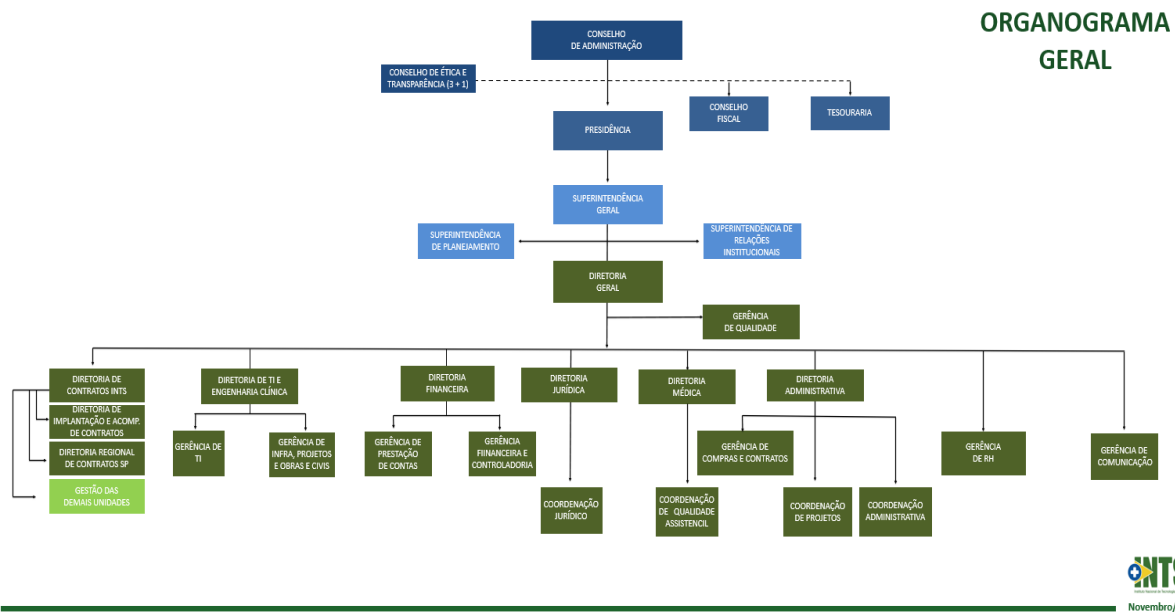 ORGANOGRAMA
GERAL
CONSELHO
DE ADMINISTRAÇÃO
CONSELHO DE ÉTICA E
TRANSPARÊNCIA (3 + 1)
CONSELHO
FISCAL
TESOURARIA
PRESIDÊNCIA
SUPERINTENDÊNCIA
GERAL
SUPERINTENDÊNCIA
DE PLANEJAMENTO
SUPERINTENDÊNCIA DE
RELAÇÕES
INSTITUCIONAIS
DIRETORIA
GERAL
GERÊNCIA
DE QUALIDADE
DIRETORIA DE
CONTRATOS INTS
DIRETORIA DE TI E
ENGENHARIA CLÍNICA
DIRETORIA
FINANCEIRA
DIRETORIA
JURÍDICA
DIRETORIA
MÉDICA
DIRETORIA
ADMINISTRATIVA
DIRETORIA DE
IMPLANTAÇÃO E ACOMP.
DE CONTRATOS
DIRETORIA REGIONAL
DE CONTRATOS SP
GESTÃO DAS
DEMAIS UNIDADES
GERÊNCIA DE
TI
GERÊNCIA DE
INFRA, PROJETOS
E OBRAS E CIVIS
GERÊNCIA DE
PRESTAÇÃO
DE CONTAS
GERÊNCIA
FIINANCEIRA E
CONTROLADORIA
GERÊNCIA DE
COMPRAS E CONTRATOS
GERÊNCIA
DE RH
GERÊNCIA DE
COMUNICAÇÃO
COORDENAÇÃO
JURÍDICO
COORDENAÇÃO
DE QUALIDADE
ASSISTENCIL
COORDENAÇÃO
DE PROJETOS
COORDENAÇÃO
ADMINISTRATIVA
INTS
Novembro/